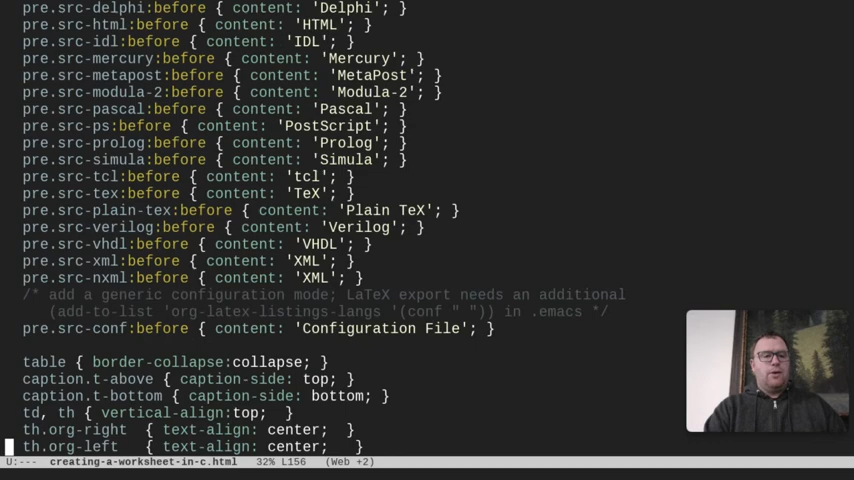 pre.src-delphi:before { content: 'Delphi'; }
pre.src-html:before { content: 'HTML'; }
pre.src-idl:before { content: 'IDL'; }
pre.src-mercury:before { content: 'Mercury'; }
pre.src-metapost:before { content: 'MetaPost'; }
pre.src-modula-2:before { content: 'Modula-2'; }
pre.src-pascal:before { content: 'Pascal'; }
pre.src-ps:before { content: 'PostScript'; }
pre.src-prolog:before { content: 'Prolog'; }
pre.src-simula:before { content: 'Simula'; }
pre.src-tcl:before { content: 'tcl'; }
pre.src-tex:before { content: 'TeX'; }
pre.src-plain-tex:before { content: 'Plain TeX'; }
pre.src-verilog:before { content: 'Verilog'; }
pre.src-vhdl:before { content: 'VHDL'; }
pre.src-xml:before { content: 'XML'; }
pre.src-nxml:before { content: 'XML'; }
/* add a generic configuration mode; LaTeX export needs an additional
(add-to-list 'org-latex-listings-langs '(conf " ")) in .emacs */
pre.src-conf:before { content: 'Configuration File'; }
table { border-collapse:collapse; }
caption.t-above { caption-side: top; }
caption.t-bottom { caption-side: bottom; }
td, th { vertical-align:top;  }
th.org-right  { text-align: center;  }
th.org-left   { text-align: center;   }
U:---  creating-a-worksheet-in-c.html   32% L156   (Web +2)